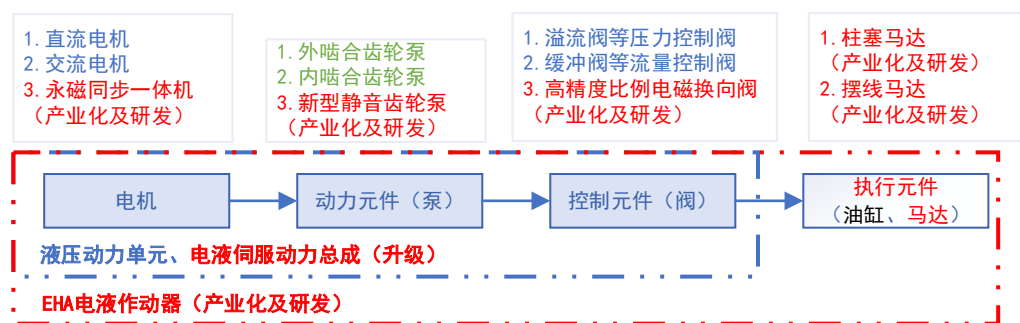 1. 直流电机
2. 交流电机
3. 永磁同步一体机
（产业化及研发）
1. 外啮合齿轮泵
2. 内啮合齿轮泵
3. 新型静音齿轮泵
（产业化及研发）
1. 溢流阀等压力控制阀
2. 缓冲阀等流量控制阀
3. 高精度比例电磁换向阀
（产业化及研发）
1. 柱塞马达
（产业化及研发）
2. 摆线马达
（产业化及研发）
电机
动力元件（泵）
控制元件（阀）
执行元件
（油缸、马达）
液压动力单元、电液伺服动力总成（升级）
EHA电液作动器（产业化及研发）